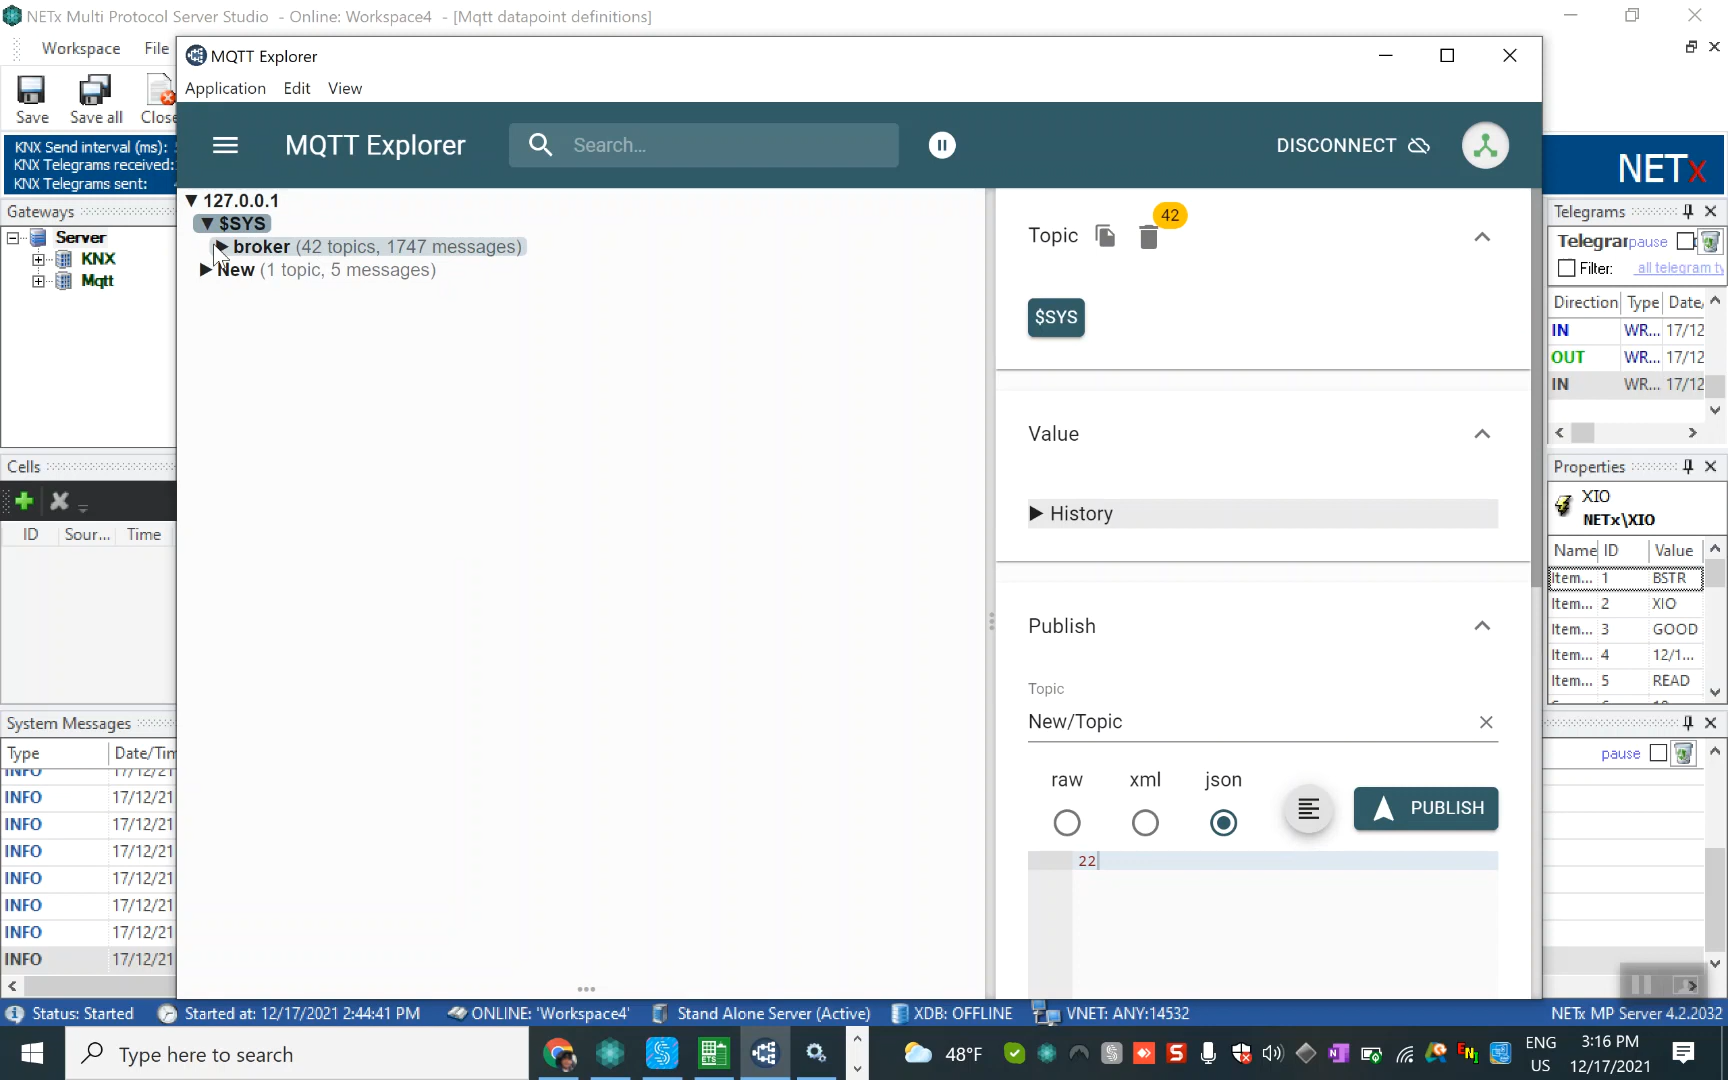 NETx Multi Protocol Server Studio - Online: Workspace4 - [Mqtt datapoint definitions]
Workspace File
Save Save all Close
KNX Send interval (ms):
KNX Telegrams received:
KNX Telegrams sent:
NETx
MQTT Explorer
Application Edit View
MQTT Explorer
Search...
DISCONNECT
Gateways
Server
KNX
Mqtt
127.0.0.1
$SYS
broker (42 topics, 1747 messages)
New (1 topic, 5 messages)
Topic
42
$SYS
Value
History
Publish
Topic
New/Topic
raw xml json
PUBLISH
22
Telegrams
Telegrar pause
Filter: all telegram ty
Direction Type Date/
IN WR... 17/12
OUT WR... 17/12
IN WR... 17/12
Cells
ID Sour... Time
Properties
XIO
NETx\XIO
Name ID Value
Item... 1 BSTR
Item... 2 XIO
Item... 3 GOOD
Item... 4 12/1...
Item... 5 READ
System Messages
pause
Type Date/Tim
INFO 17/12/21
INFO 17/12/21
INFO 17/12/21
INFO 17/12/21
INFO 17/12/21
INFO 17/12/21
INFO 17/12/21
INFO 17/12/21
Status: Started Started at: 12/17/2021 2:44:41 PM ONLINE: 'Workspace4' Stand Alone Server (Active) XDB: OFFLINE VNET: ANY:14532 NETx MP Server 4.2.2032
Type here to search
ETS
48°F
ENG
US
3:16 PM
12/17/2021